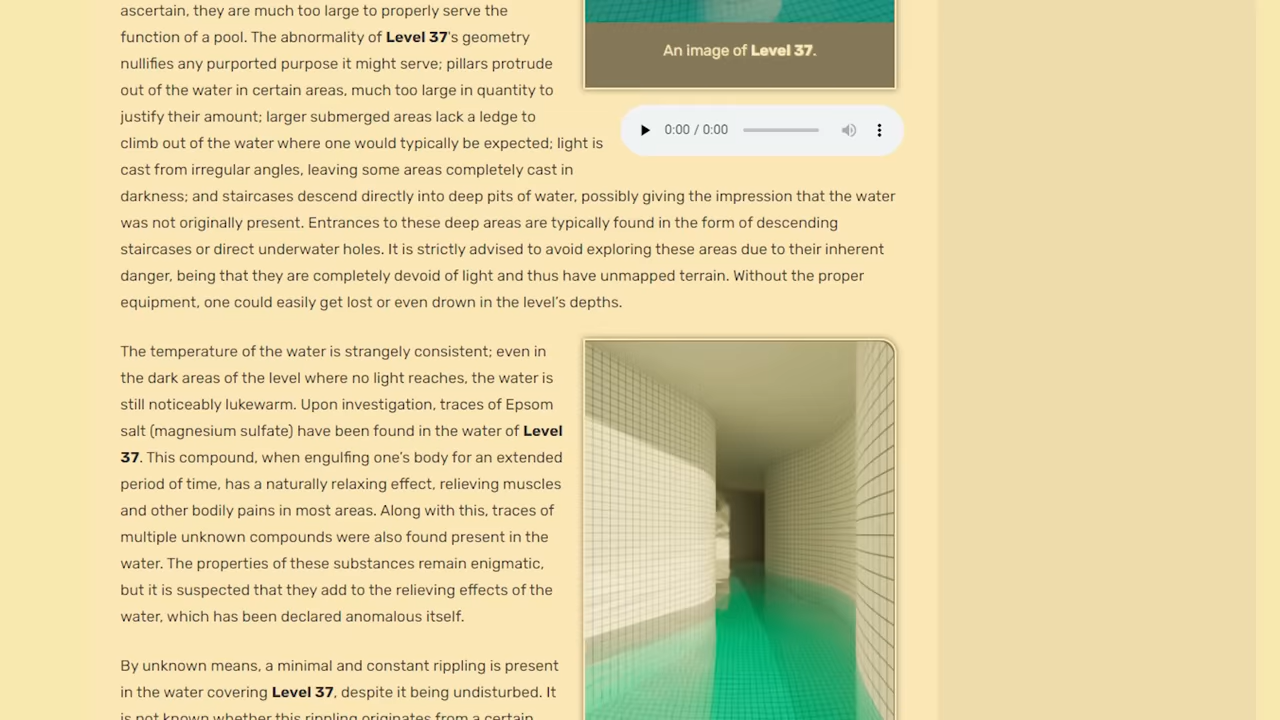 ascertain, they are much too large to properly serve the
function of a pool. The abnormality of Level 37's geometry
nullifies any purported purpose it might serve; pillars protrude
out of the water in certain areas, much too large in quantity to
justify their amount; larger submerged areas lack a ledge to
climb out of the water where one would typically be expected; light is
cast from irregular angles, leaving some areas completely cast in
darkness; and staircases descend directly into deep pits of water, possibly giving the impression that the water
was not originally present. Entrances to these deep areas are typically found in the form of descending
staircases or direct underwater holes. It is strictly advised to avoid exploring these areas due to their inherent
danger, being that they are completely devoid of light and thus have unmapped terrain. Without the proper
equipment, one could easily get lost or even drown in the level's depths.
An image of Level 37.
0:00 / 0:00
The temperature of the water is strangely consistent; even in
the dark areas of the level where no light reaches, the water is
still noticeably lukewarm. Upon investigation, traces of Epsom
salt (magnesium sulfate) have been found in the water of Level
37. This compound, when engulfing one's body for an extended
period of time, has a naturally relaxing effect, relieving muscles
and other bodily pains in most areas. Along with this, traces of
multiple unknown compounds were also found present in the
water. The properties of these substances remain enigmatic,
but it is suspected that they add to the relieving effects of the
water, which has been declared anomalous itself.
By unknown means, a minimal and constant rippling is present
in the water covering Level 37, despite it being undisturbed. It
is not known whether this rippling originates from a certain